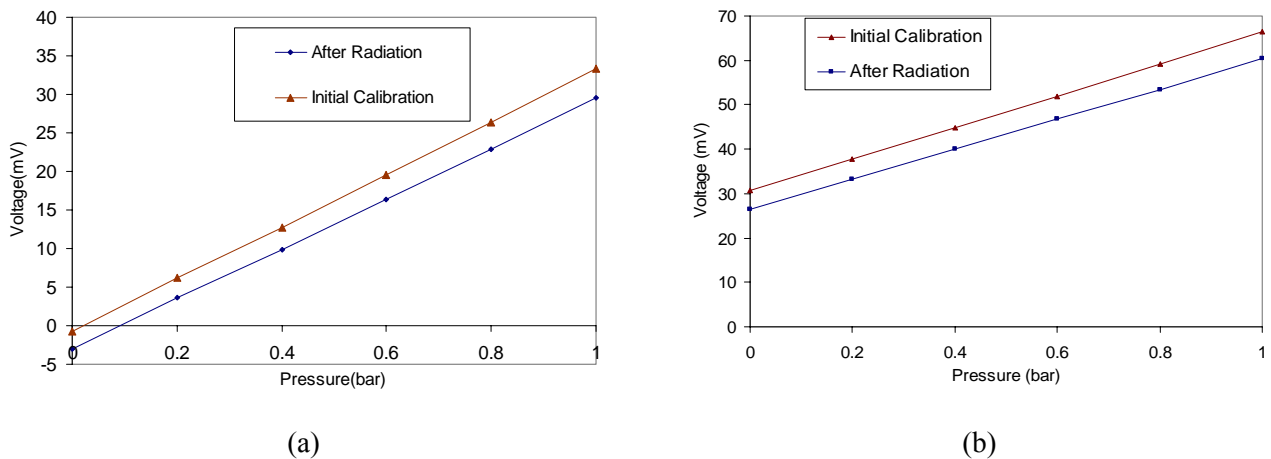 40
35
30
25
20
15
10
5
0
-5
Voltage(mV)
After Radiation
Initial Calibration
0 0.2 0.4 0.6 0.8 1
Pressure(bar)
(a)
70
60
50
40
30
20
10
0
Voltage (mV)
Initial Calibration
After Radiation
0 0.2 0.4 0.6 0.8 1
Pressure (bar)
(b)